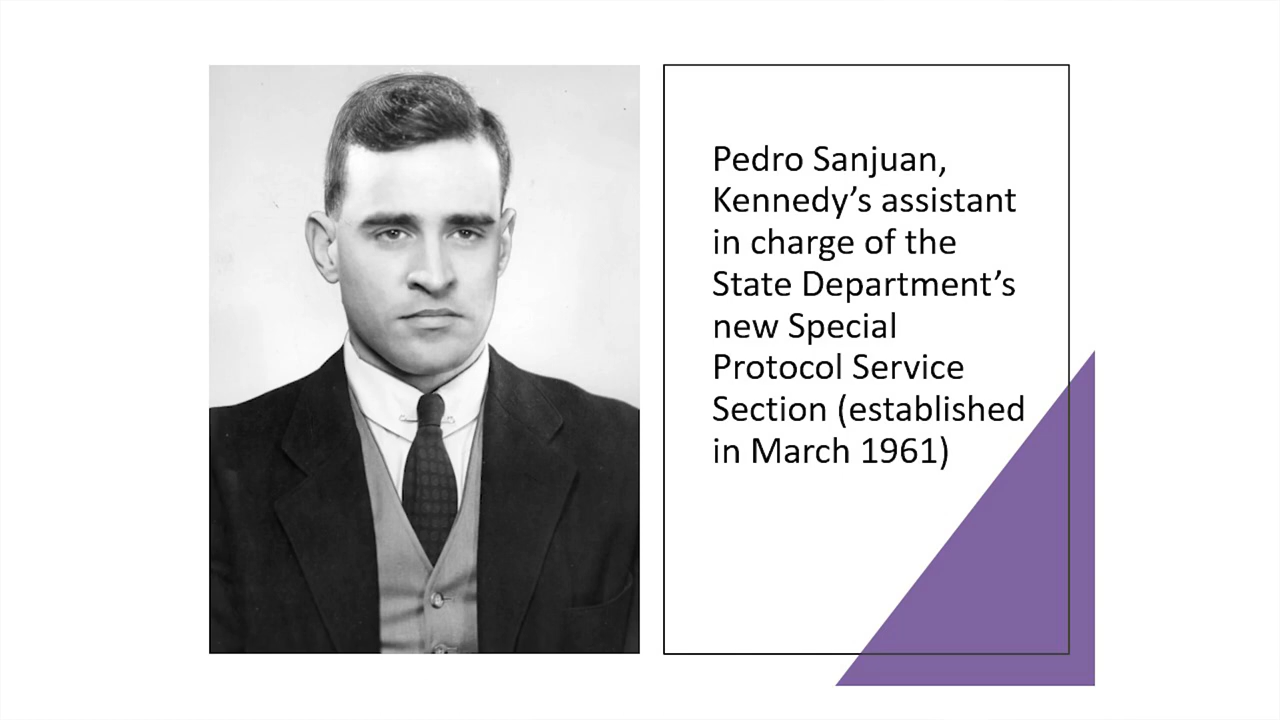 Pedro Sanjuan,
Kennedy’s assistant
in charge of the
State Department’s
new Special
Protocol Service
Section (established
in March 1961)